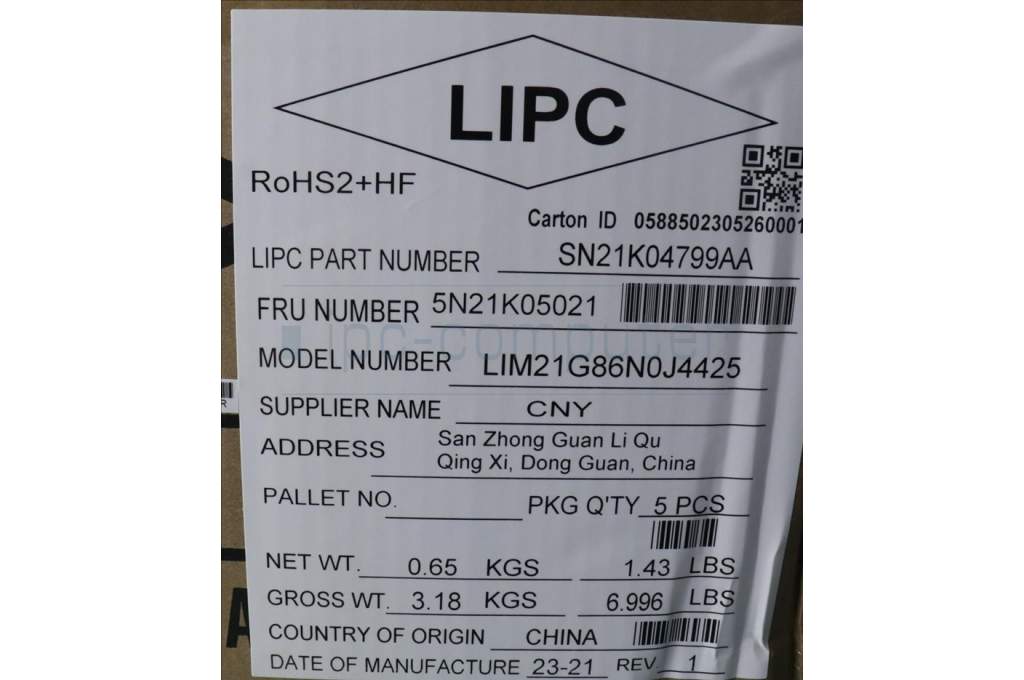 LIPC
RoHS2+HF
Carton ID 0588502305260001
LIPC PART NUMBER SN21K04799AA
FRU NUMBER 5N21K05021
ipc-computer
MODEL NUMBER LIM21G86N0J4425
SUPPLIER NAME CNY
ADDRESS San Zhong Guan Li Qu
Qing Xi, Dong Guan, China
PALLET NO. PKG Q'TY 5 PCS
NET WT. 0.65 KGS 1.43 LBS
GROSS WT. 3.18 KGS 6.996 LBS
COUNTRY OF ORIGIN CHINA
DATE OF MANUFACTURE 23-21 REV. 1
R
A